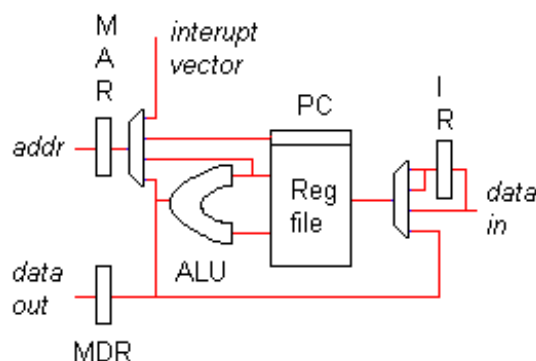 M
A
R
interupt
vector
PC
I
R
addr
Reg
file
data
in
ALU
data
out
MDR